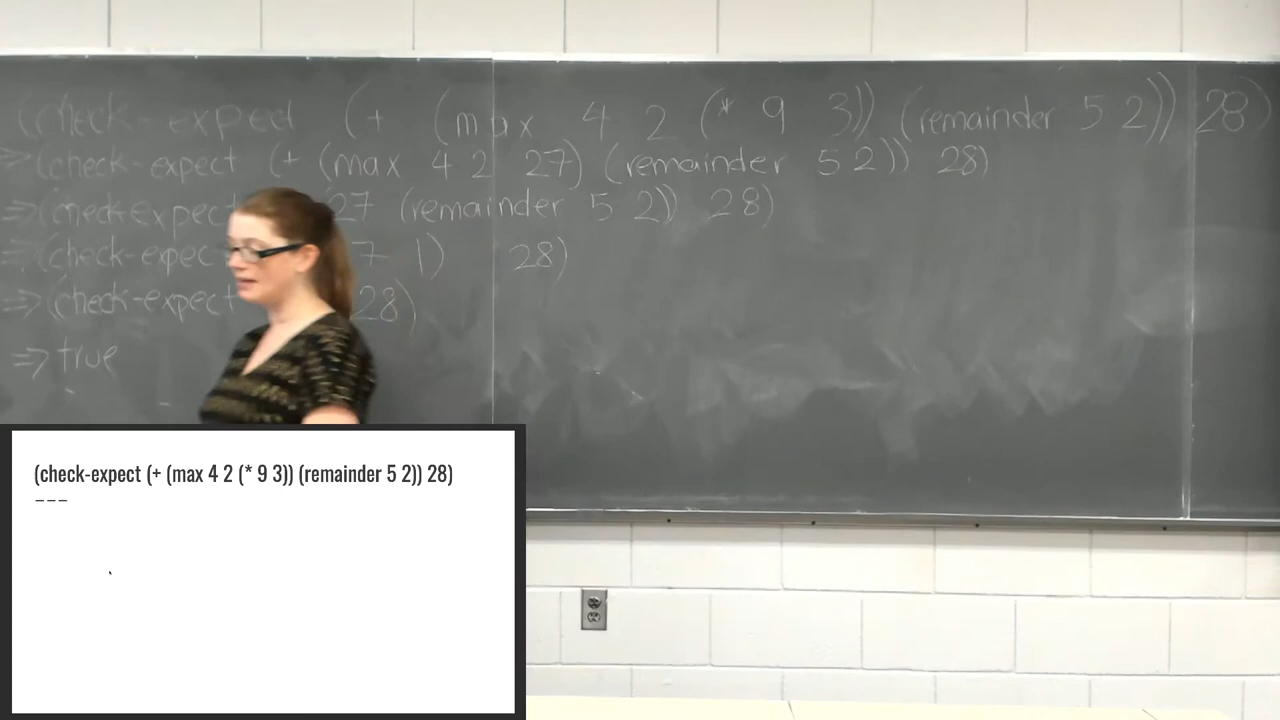 (check-expect (+ (max 4 2 (* 9 3)) (remainder 5 2)) 28)
=> (check-expect (+ (max 4 2 27) (remainder 5 2)) 28)
=> (check-expect 27 (remainder 5 2)) 28)
=> (check-expec 7 1) 28)
=> (check-expect 28)
=> true
(check-expect (+ (max 4 2 (* 9 3)) (remainder 5 2)) 28)
---